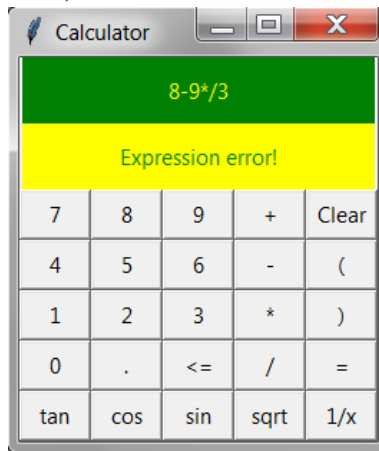 Calculator
8-9*/3
Expression error!
7 8 9 + Clear
4 5 6 - (
1 2 3 * )
0 . <= / =
tan cos sin sqrt 1/x